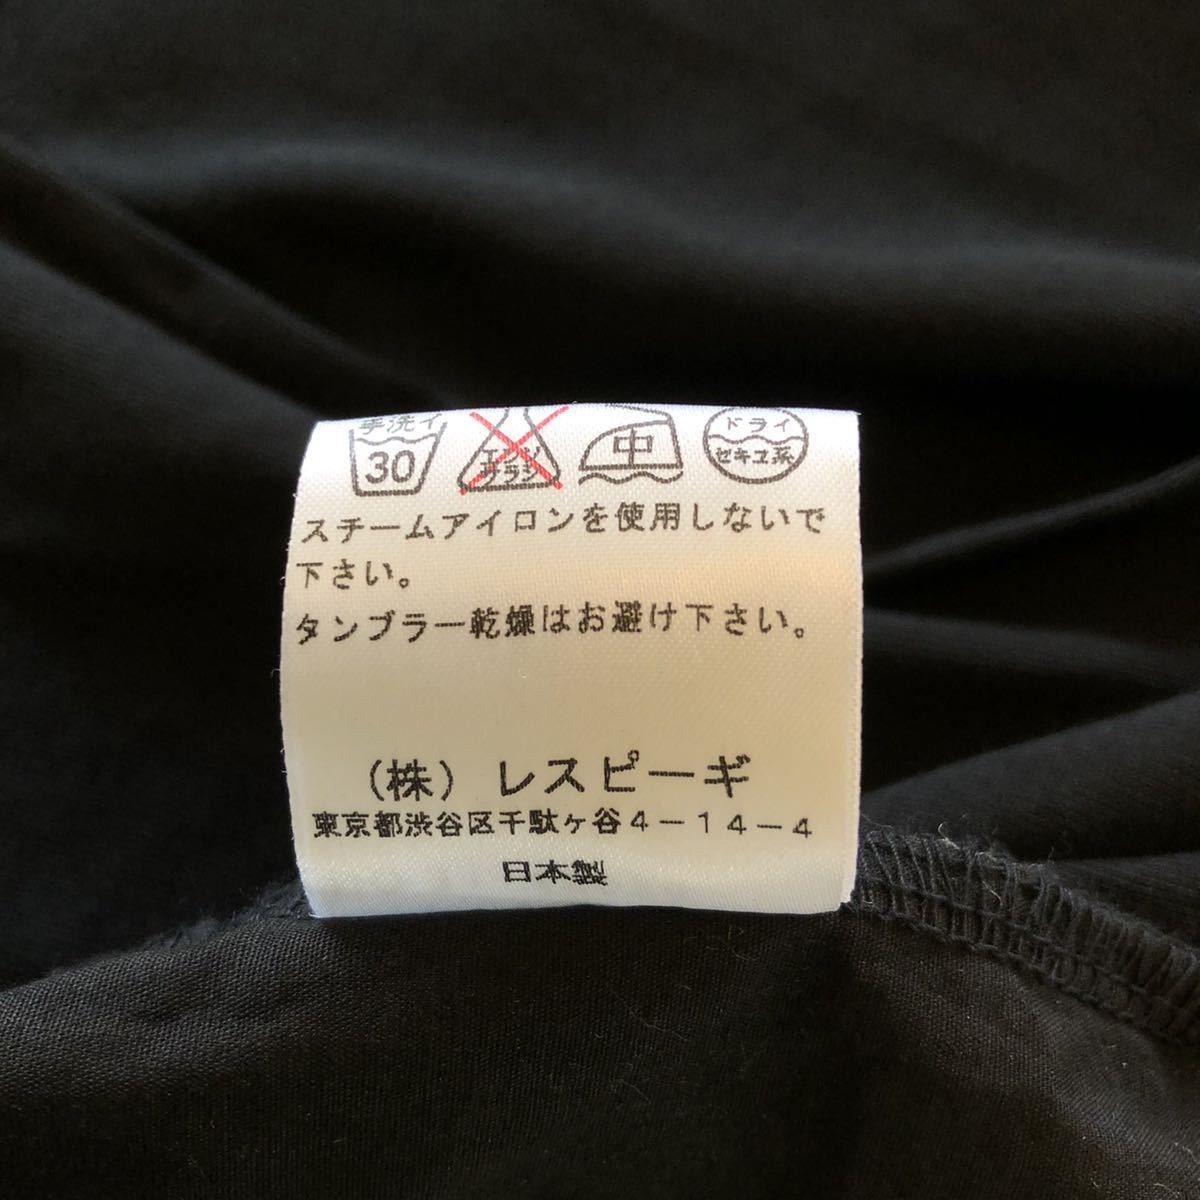 手洗イ 30 エンソ サラシ 中 ドライ セキユ系
スチームアイロンを使用しないで
下さい。
タンブラー乾燥はお避け下さい。
(株) レスピーギ
東京都渋谷区千駄ヶ谷4-14-4
日本製